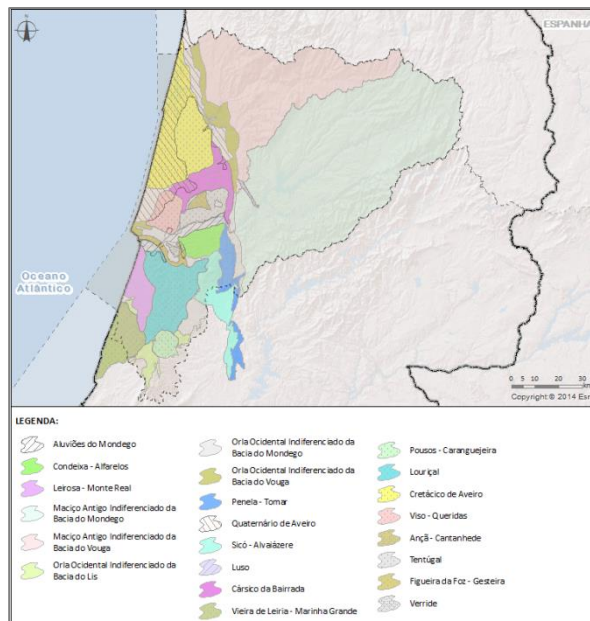 N
ESPANHA
Oceano
Atlântico
0 5 10 20 30
Copyright © 2014 Esri
LEGENDA:
Aluviões do Mondego
Condeixa - Alfarelos
Leirosa - Monte Real
Maciço Antigo Indiferenciado da
Bacia do Mondego
Maciço Antigo Indiferenciado da
Bacia do Vouga
Orla Ocidental Indiferenciado da
Bacia do Lis
Orla Ocidental Indiferenciado da
Bacia do Mondego
Orla Ocidental Indiferenciado da
Bacia do Vouga
Penela - Tomar
Quaternário de Aveiro
Sicó - Alvaiázere
Luso
Cársico da Bairrada
Vieira de Leiria - Marinha Grande
Pousos - Caranguejeira
Louriçal
Cretácico de Aveiro
Viso - Queridas
Ançã - Cantanhede
Tentúgal
Figueira da Foz - Gesteira
Verride